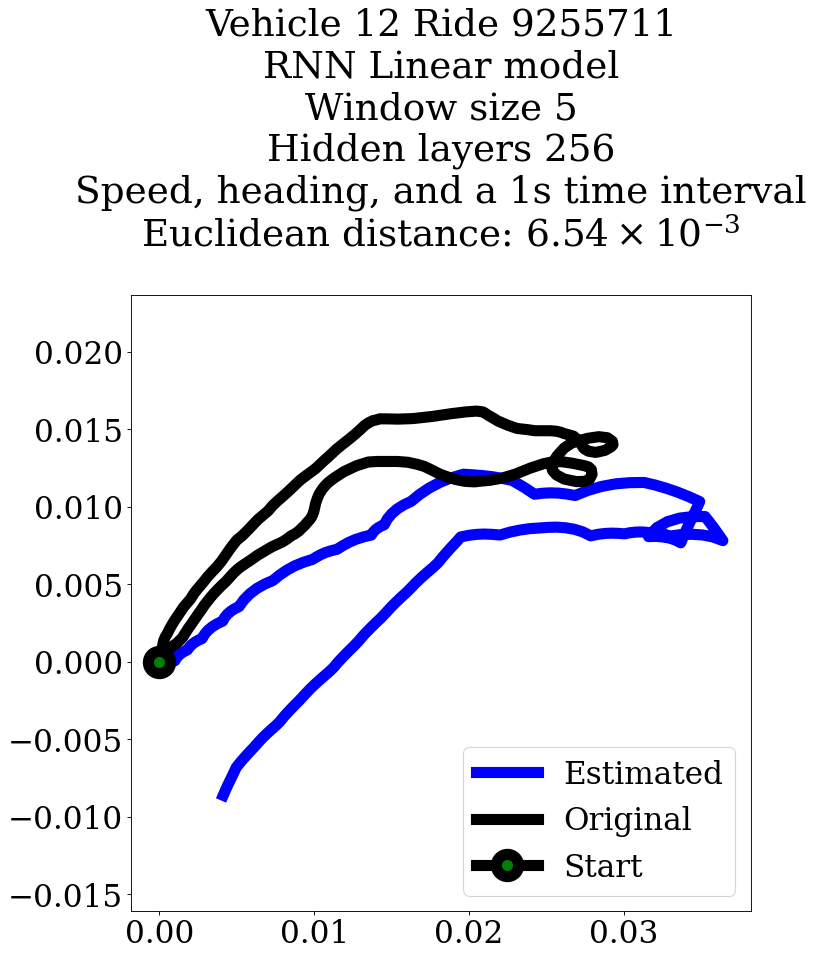 Vehicle 12 Ride 9255711
RNN Linear model
Window size 5
Hidden layers 256
Speed, heading, and a 1s time interval
Euclidean distance: 6.54 × 10⁻³
0.020
0.015
0.010
0.005
0.000
−0.005
−0.010
−0.015
Estimated
Original
Start
0.00 0.01 0.02 0.03